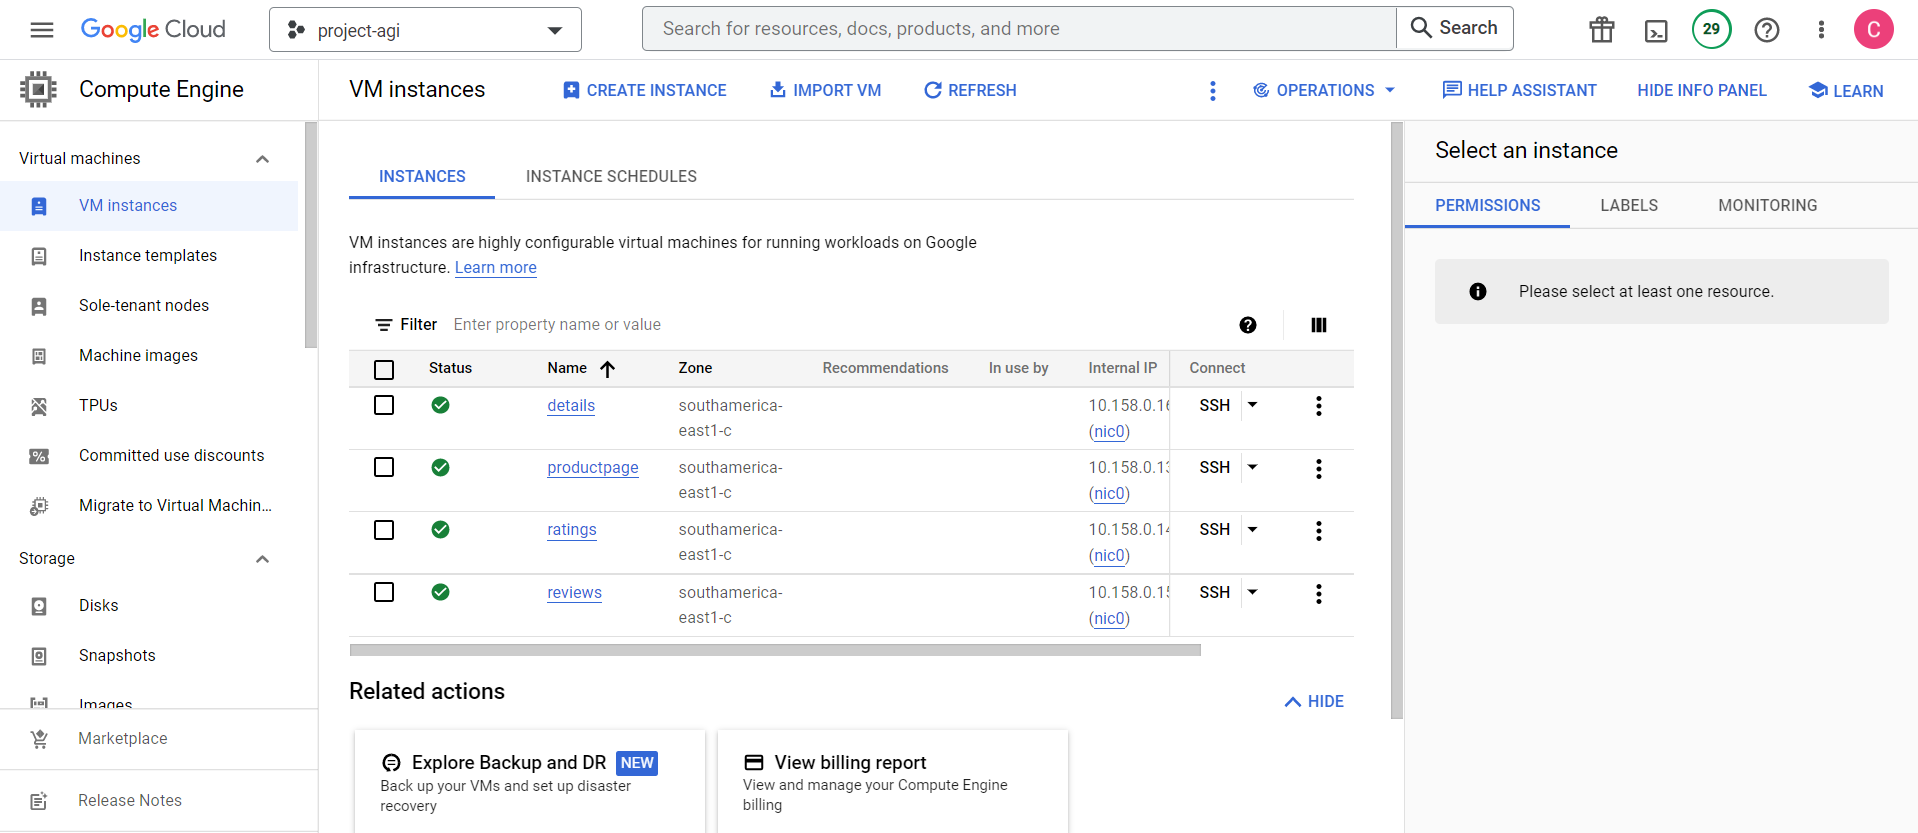 Google Cloud
project-agi
Search for resources, docs, products, and more
Search
29
C
Compute Engine
VM instances
CREATE INSTANCE
IMPORT VM
REFRESH
OPERATIONS
HELP ASSISTANT
HIDE INFO PANEL
LEARN
Virtual machines
VM instances
Instance templates
Sole-tenant nodes
Machine images
TPUs
Committed use discounts
Migrate to Virtual Machin...
Storage
Disks
Snapshots
Images
Marketplace
Release Notes
INSTANCES
INSTANCE SCHEDULES
VM instances are highly configurable virtual machines for running workloads on Google
infrastructure. Learn more
Filter Enter property name or value
Status Name Zone Recommendations In use by Internal IP Connect
details southamerica- 10.158.0.16 SSH
east1-c (nic0)
productpage southamerica- 10.158.0.13 SSH
east1-c (nic0)
ratings southamerica- 10.158.0.14 SSH
east1-c (nic0)
reviews southamerica- 10.158.0.15 SSH
east1-c (nic0)
Related actions
HIDE
Explore Backup and DR NEW
Back up your VMs and set up disaster
recovery
View billing report
View and manage your Compute Engine
billing
Select an instance
PERMISSIONS
LABELS
MONITORING
Please select at least one resource.